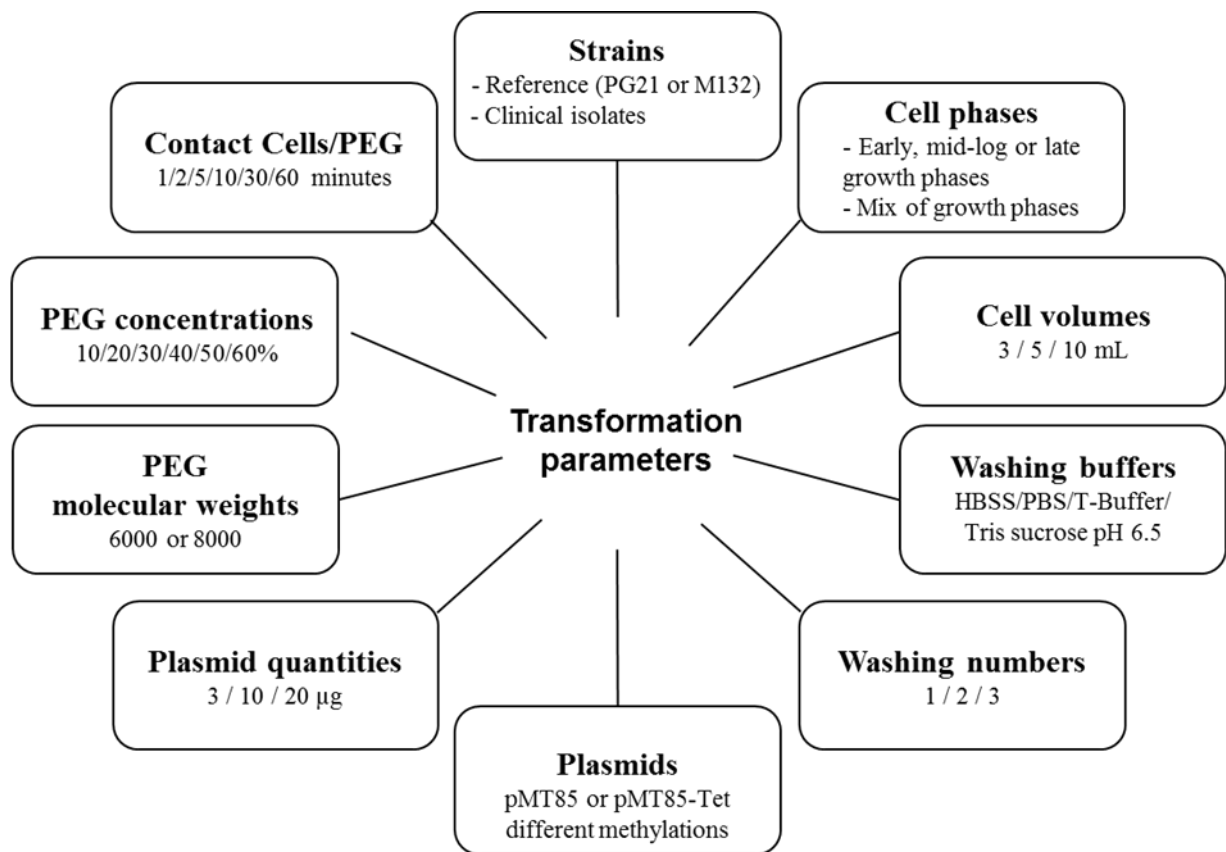 Strains
- Reference (PG21 or M132)
- Clinical isolates
Cell phases
- Early, mid-log or late
growth phases
- Mix of growth phases
Contact Cells/PEG
1/2/5/10/30/60 minutes
PEG concentrations
10/20/30/40/50/60%
Cell volumes
3 / 5 / 10 mL
Transformation
parameters
PEG
molecular weights
6000 or 8000
Washing buffers
HBSS/PBS/T-Buffer/
Tris sucrose pH 6.5
Plasmid quantities
3 / 10 / 20 µg
Washing numbers
1 / 2 / 3
Plasmids
pMT85 or pMT85-Tet
different methylations